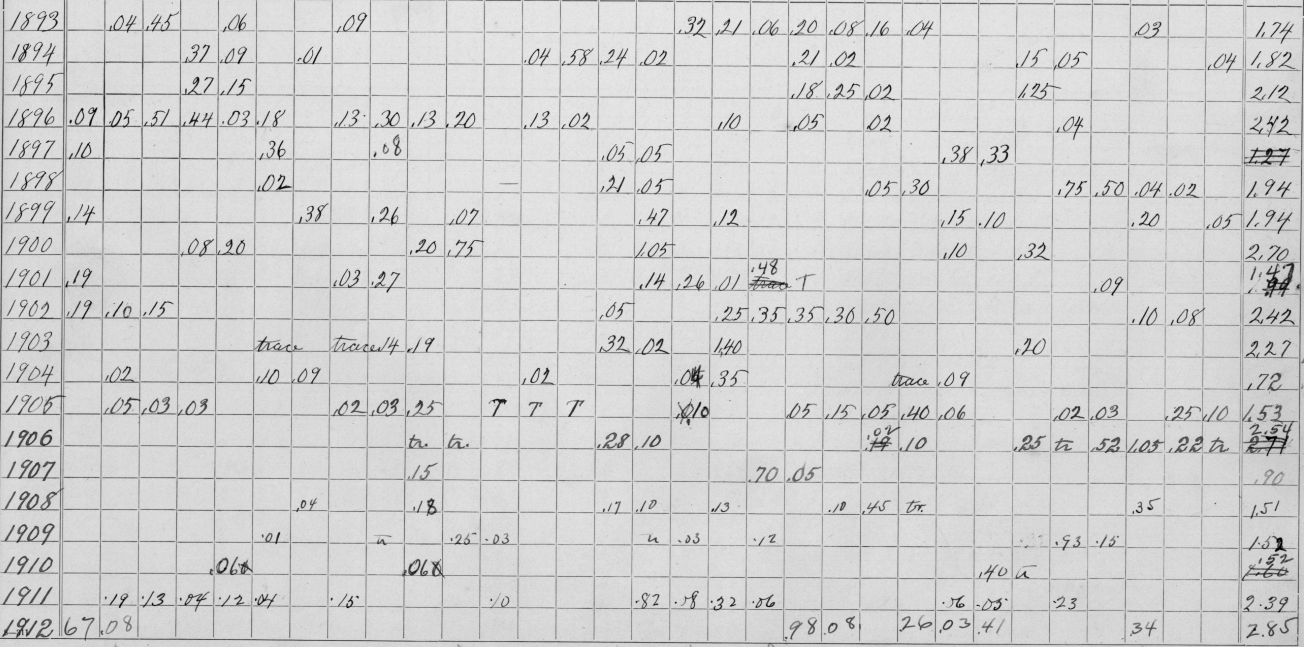 1893 .04 .45 .06 .09 .32 .21 .06 .20 .08 .16 .04 .03 1.74
1894 .37 .09 .01 .04 .58 .24 .02 .21 .02 .15 .05 .04 1.82
1895 .27 .15 .18 .25 .02 1.25 2.12
1896 .09 .05 .51 .44 .03 .18 .13 .30 .13 .20 .13 .02 .10 .05 .02 .04 2.42
1897 .10 .36 .08 .05 .05 .38 .33 1.27
1898 .02 — .21 .05 .05 .30 .75 .50 .04 .02 1.94
1899 .14 .38 .26 .07 .47 .12 .15 .10 .20 .05 1.94
1900 .08 .20 .20 .75 1.05 .10 .32 2.70
1901 .19 .03 .27 .14 .26 .01 .48 trace T .09 1.47
1902 .19 .10 .15 .05 .25 .35 .35 .30 .50 .10 .08 2.42
1903 trace trace .14 .19 .32 .02 1.40 .20 2.27
1904 .02 .10 .09 .02 .35 trace .09 .72
1905 .05 .03 .03 .02 .03 .25 T T T .010 .05 .15 .05 .40 .06 .02 .03 .25 .10 1.53
1906 tr. tr. .28 .10 .02 .19 .10 .25 tr .52 1.05 .22 tr 2.54 2.71
1907 .15 .70 .05 .90
1908 .04 .18 .17 .10 .13 .10 .45 tr. .35 1.51
1909 .01 tr .25 .03 tr .03 .12 .93 .15 1.52
1910 .06 .06 .40 tr .52
1911 .19 .13 .04 .12 .04 .15 .10 .82 .08 .32 .06 .06 .05 .23 2.39
1912 67 .08 .98 .08 26 .03 .41 34 2.85